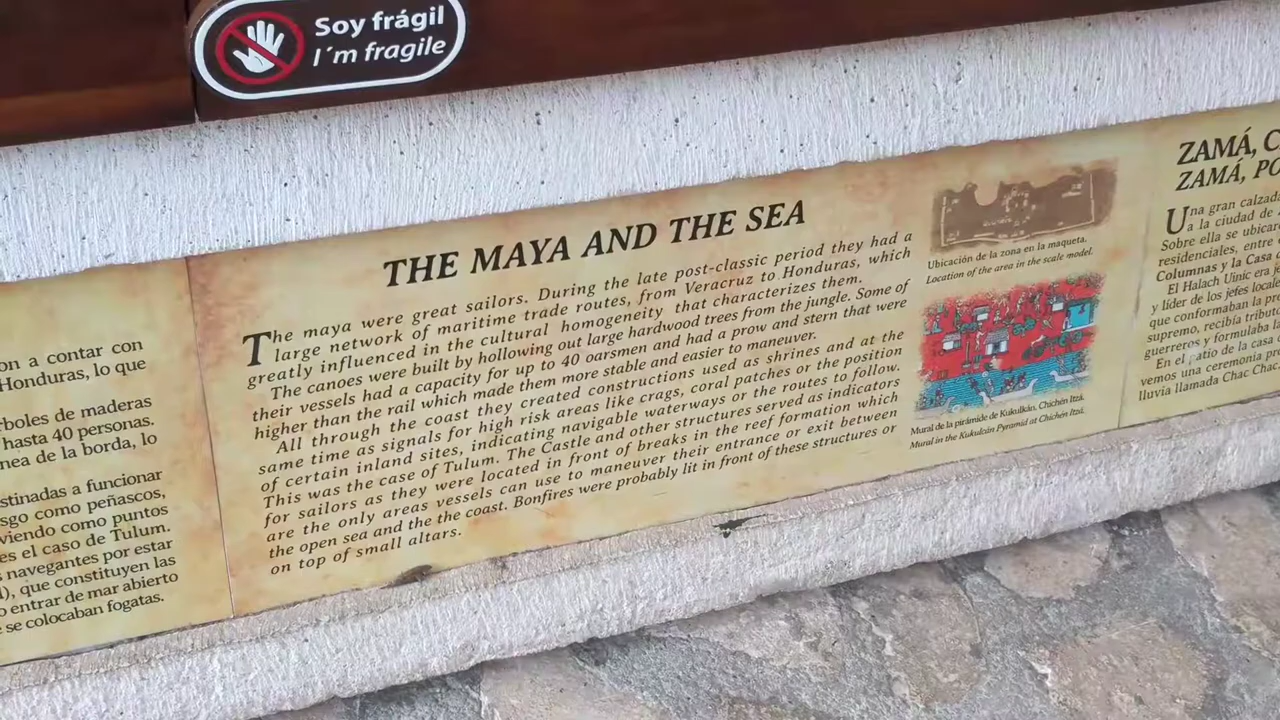 Soy frágil
I´m fragile
on a contar con
Honduras, lo que
rboles de maderas
hasta 40 personas.
nea de la borda, lo
stinadas a funcionar
sgo como peñascos,
viendo como puntos
es el caso de Tulum.
navegantes por estar
), que constituyen las
o entrar de mar abierto
se colocaban fogatas.
THE MAYA AND THE SEA
The maya were great sailors. During the late post-classic period they had a
large network of maritime trade routes, from Veracruz to Honduras, which
greatly influenced in the cultural homogeneity that characterizes them.
The canoes were built by hollowing out large hardwood trees from the jungle. Some of
their vessels had a capacity for up to 40 oarsmen and had a prow and stern that were
higher than the rail which made them more stable and easier to maneuver.
All through the coast they created constructions used as shrines and at the
same time as signals for high risk areas like crags, coral patches or the position
of certain inland sites, indicating navigable waterways or the routes to follow.
This was the case of Tulum. The Castle and other structures served as indicators
for sailors as they were located in front of breaks in the reef formation which
are the only areas vessels can use to maneuver their entrance or exit between
the open sea and the the coast. Bonfires were probably lit in front of these structures or
on top of small altars.
Ubicación de la zona en la maqueta.
Location of the area in the scale model.
Mural de la pirámide de Kukulkán, Chichén Itzá.
Mural in the Kukulcán Pyramid at Chichén Itzá.
ZAMÁ, C
ZAMÁ, PO
Una gran calzada
a la ciudad de
Sobre ella se ubicar
residenciales, entre
Columnas y la Casa d
El Halach Uinic era j
y líder de los jefes locale
que conformaban la pr
supremo, recibía tribut
guerreros y formulaba l
En el patio de la casa d
vemos una ceremonia pr
lluvia llamada Chac Chac.